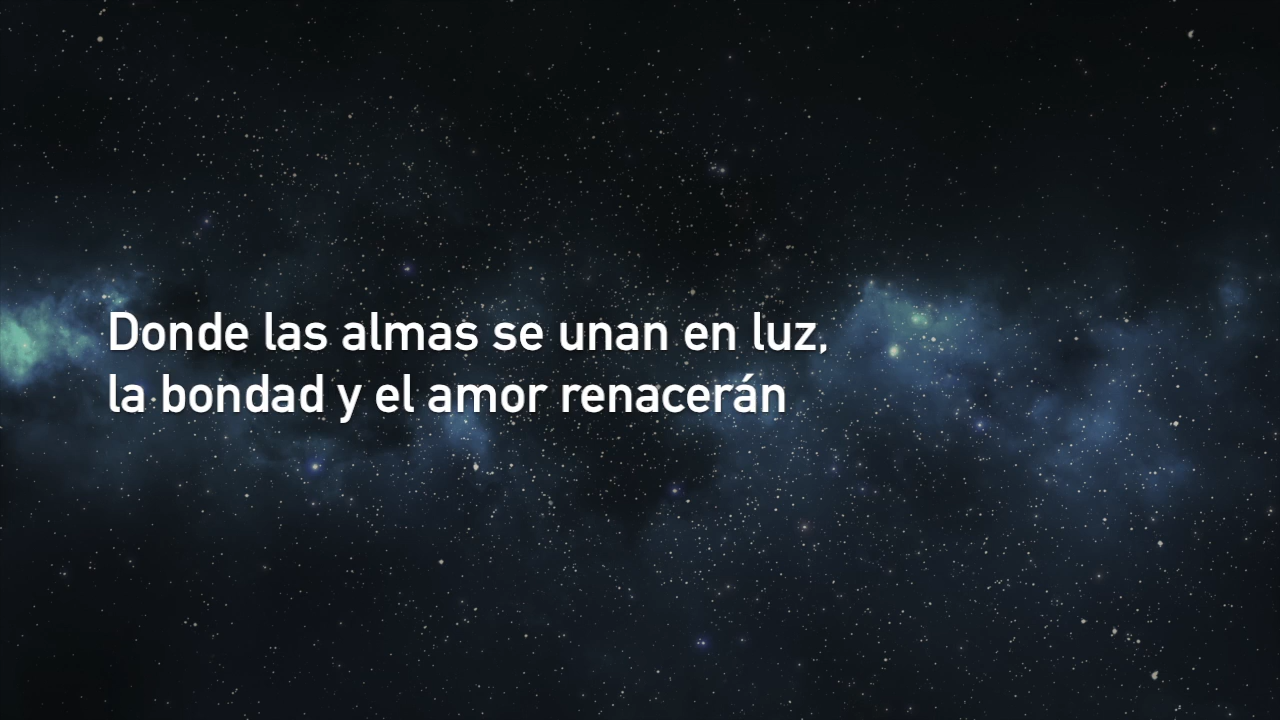 Donde las almas se unan en luz,
la bondad y el amor renacerán